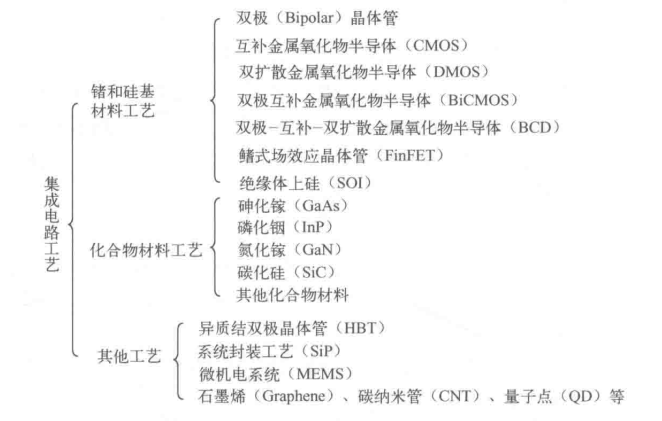 集成电路工艺
锗和硅基
材料工艺
双极（Bipolar）晶体管
互补金属氧化物半导体（CMOS）
双扩散金属氧化物半导体（DMOS）
双极互补金属氧化物半导体（BiCMOS）
双极-互补-双扩散金属氧化物半导体（BCD）
鳍式场效应晶体管（FinFET）
绝缘体上硅（SOI）
化合物材料工艺
砷化镓（GaAs）
磷化铟（InP）
氮化镓（GaN）
碳化硅（SiC）
其他化合物材料
其他工艺
异质结双极晶体管（HBT）
系统封装工艺（SiP）
微机电系统（MEMS）
石墨烯（Graphene）、碳纳米管（CNT）、量子点（QD）等